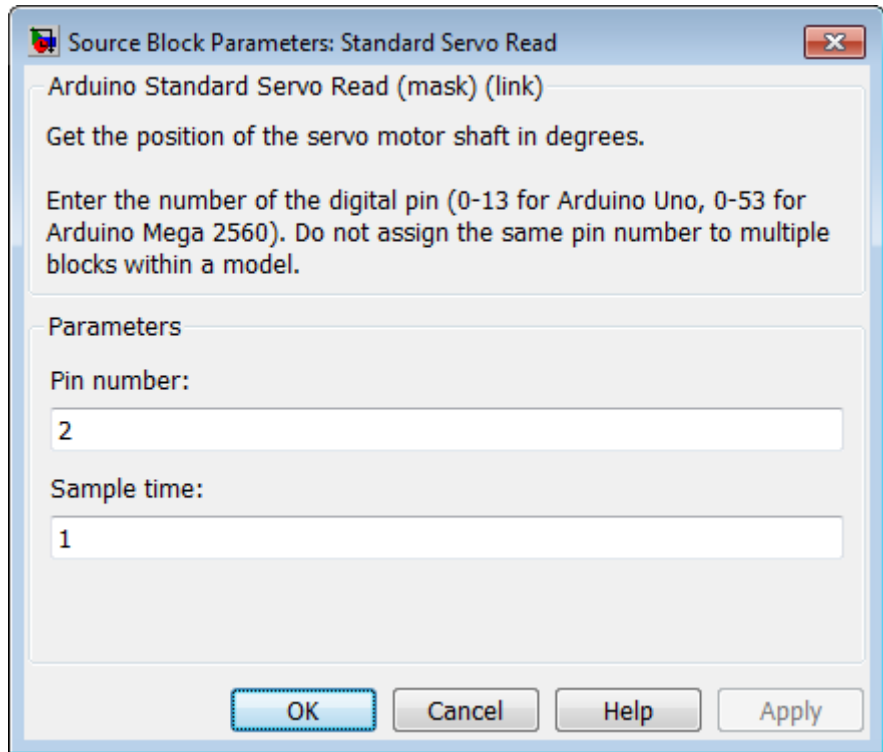 Source Block Parameters: Standard Servo Read
Arduino Standard Servo Read (mask) (link)
Get the position of the servo motor shaft in degrees.
Enter the number of the digital pin (0-13 for Arduino Uno, 0-53 for
Arduino Mega 2560). Do not assign the same pin number to multiple
blocks within a model.
Parameters
Pin number:
2
Sample time:
1
OK Cancel Help Apply